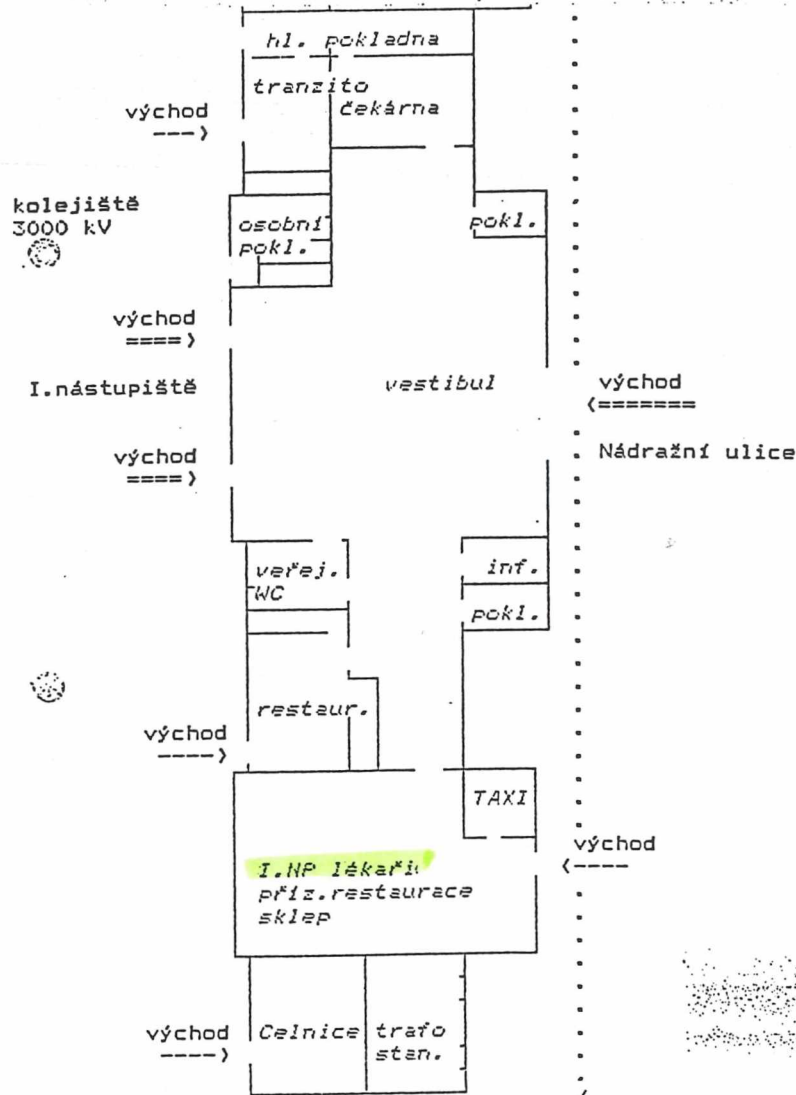 hl. pokladna
tranzito
čekárna
východ
--->
kolejiště
3000 kV
osobní
pokl.
pokl.
východ
====>
I.nástupiště
vestibul
východ
<=======
východ
====>
Nádražní ulice
veřej.
WC
inf.
pokl.
restaur.
východ
---->
TAXI
východ
<----
I.NP lékaři
příz.restaurace
sklep
východ
---->
Celnice
trafo
stan.